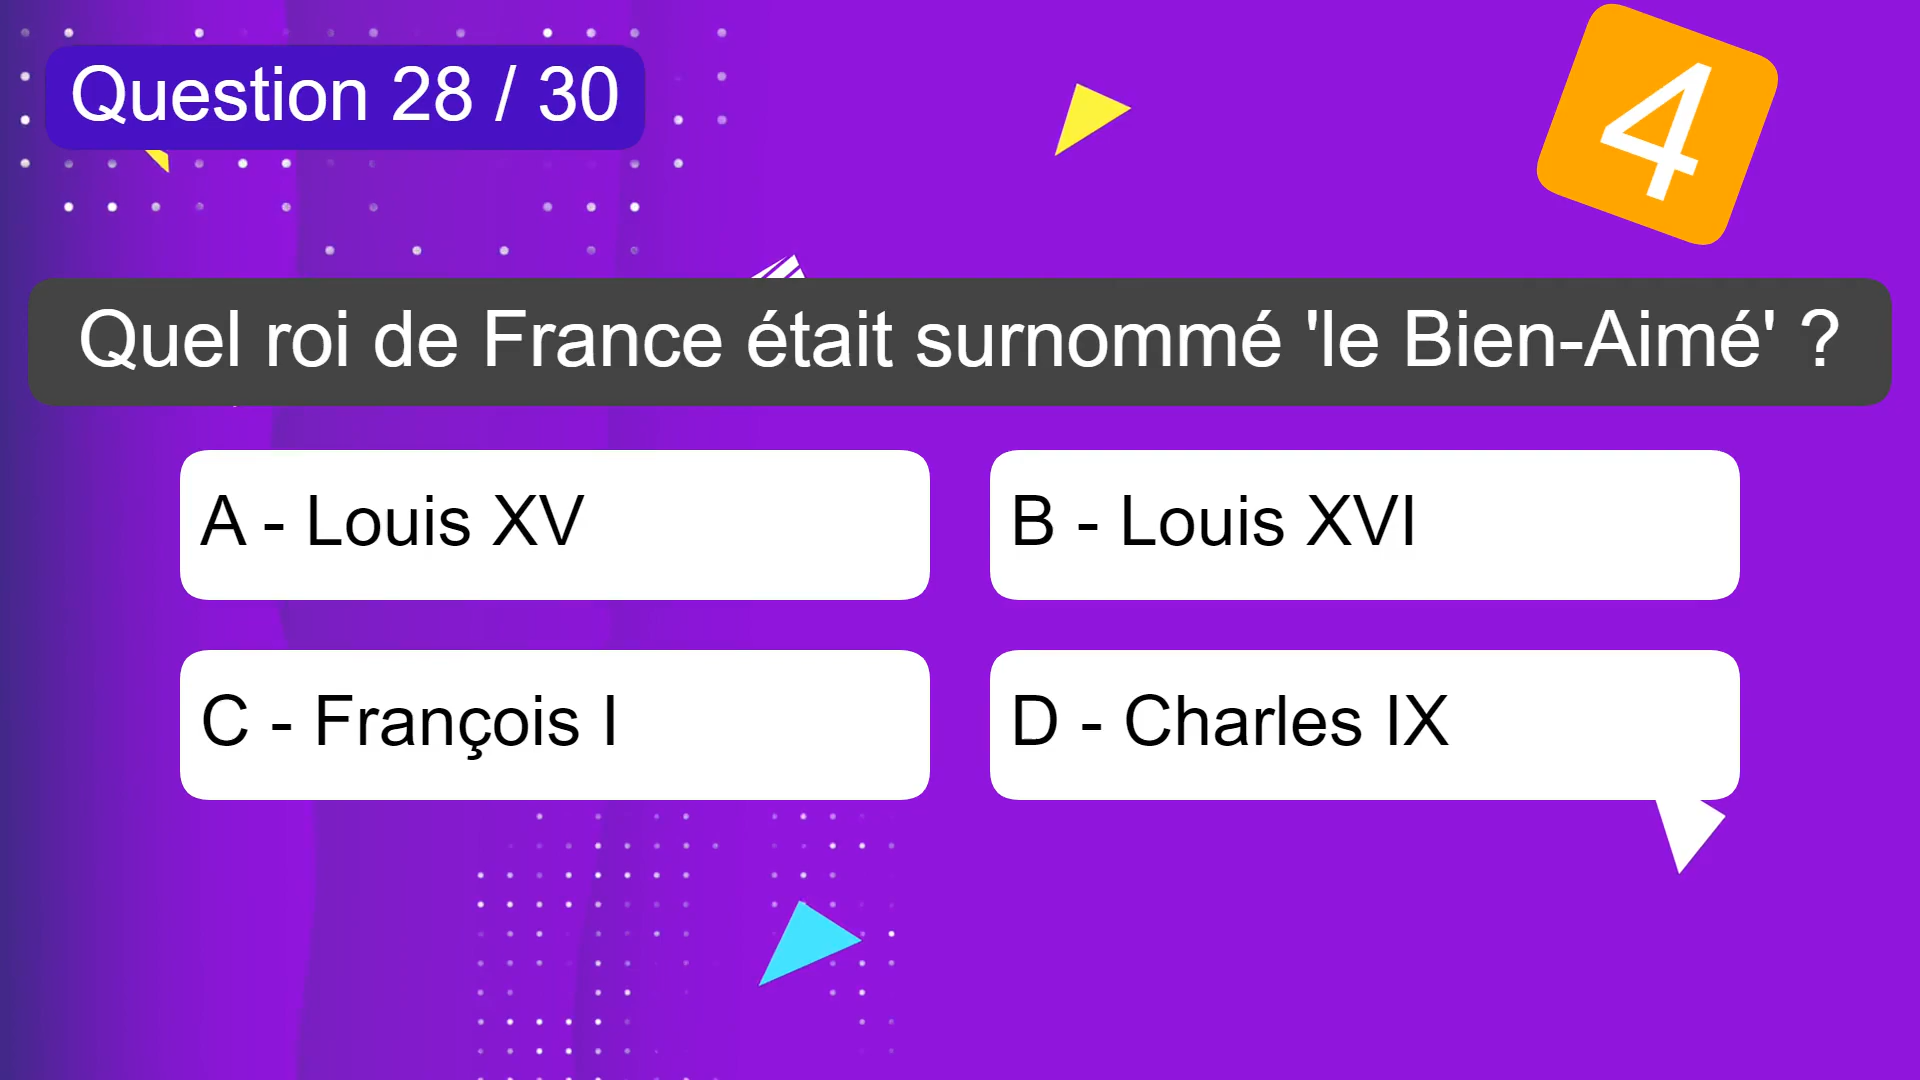 Question 28 / 30
4
Quel roi de France était surnommé 'le Bien-Aimé' ?
A - Louis XV
B - Louis XVI
C - François I
D - Charles IX